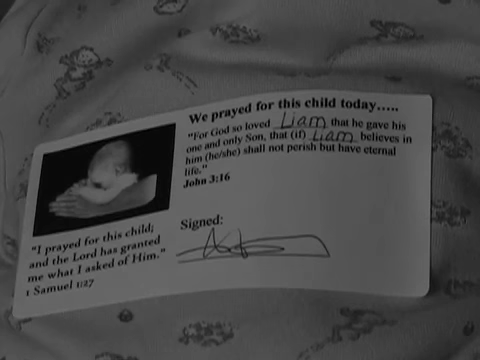 We prayed for this child today.....
"For God so loved Liam that he gave his
one and only Son, that (if) Liam believes in
him (he/she) shall not perish but have eternal
life."
John 3:16
Signed:
"I prayed for this child;
and the Lord has granted
me what I asked of Him."
1 Samuel 1:27